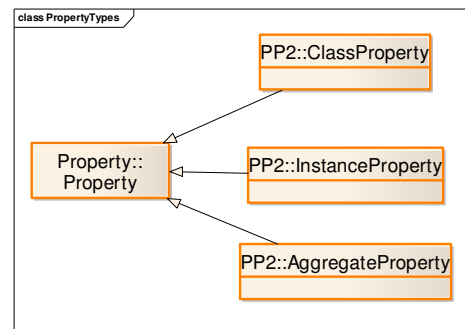 class PropertyTypes
PP2::ClassProperty
Property::
Property
PP2::InstanceProperty
PP2::AggregateProperty